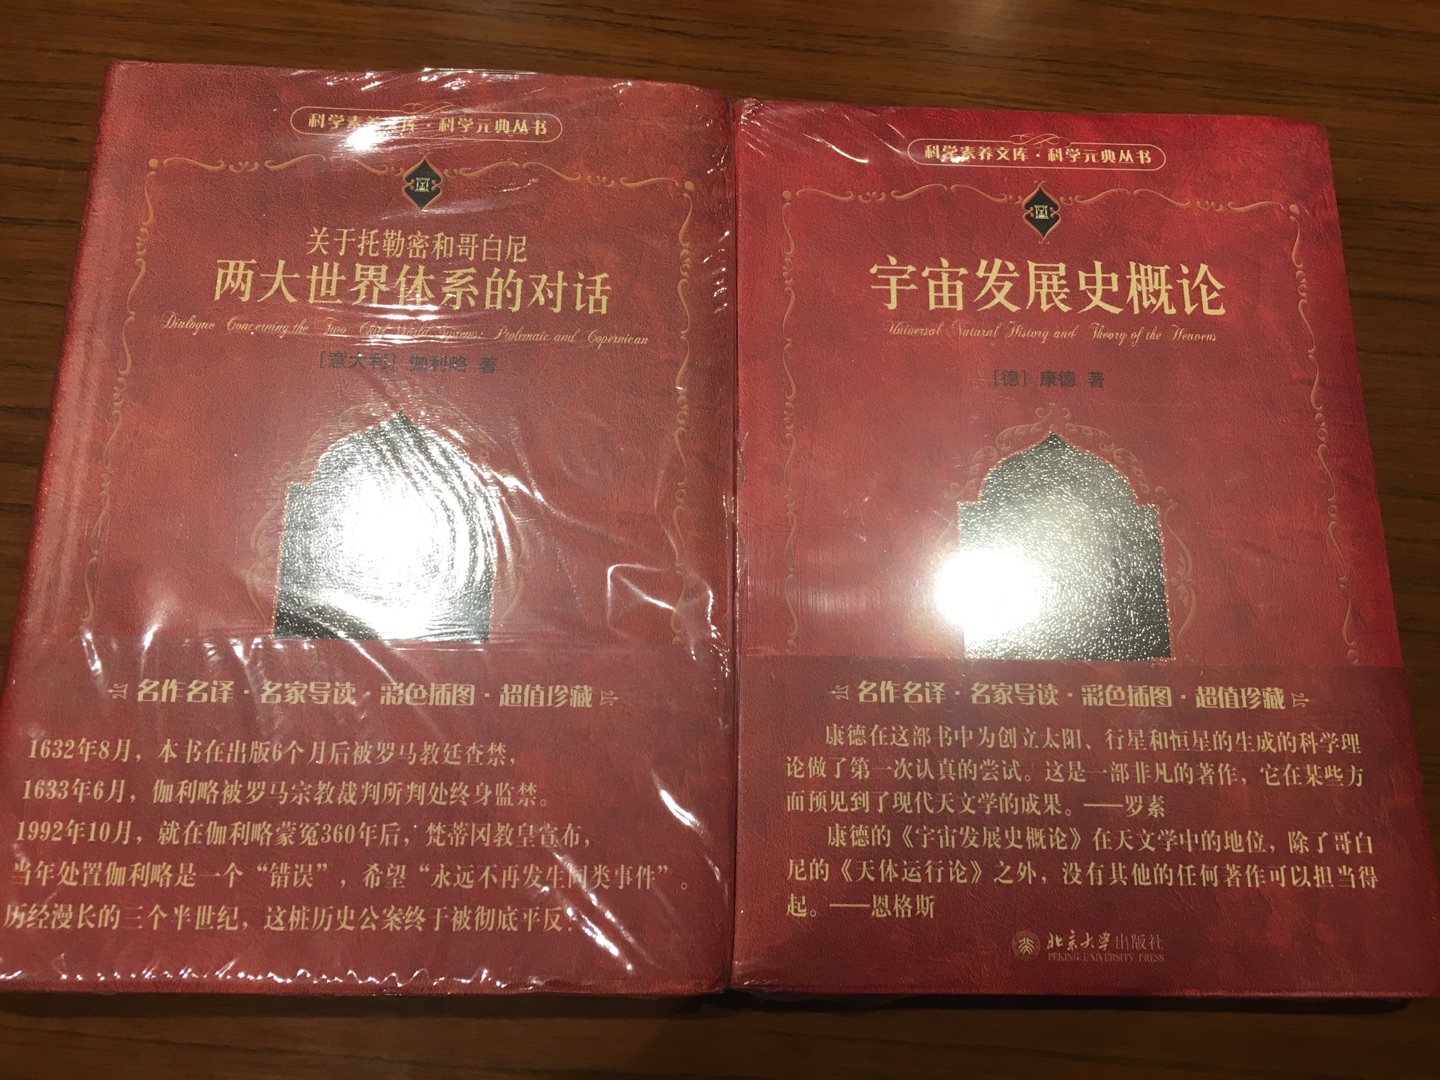 科学素养文库·科学元典丛书
关于托勒密和哥白尼
两大世界体系的对话
Dialogue Concerning the Two Chief World Systems: Ptolemaic and Copernican
［意大利］伽利略 著
名作名译·名家导读·彩色插图·超值珍藏
1632年8月，本书在出版6个月后被罗马教廷查禁，
1633年6月，伽利略被罗马宗教裁判所判处终身监禁。
1992年10月，就在伽利略蒙冤360年后，梵蒂冈教皇宣布，
当年处置伽利略是一个“错误”，希望“永远不再发生同类事件”。
历经漫长的三个半世纪，这桩历史公案终于被彻底平反！
科学素养文库·科学元典丛书
宇宙发展史概论
Universal Natural History and Theory of the Heavens
［德］康德 著
名作名译·名家导读·彩色插图·超值珍藏
康德在这部书中为创立太阳、行星和恒星的生成的科学理
论做了第一次认真的尝试。这是一部非凡的著作，它在某些方
面预见到了现代天文学的成果。——罗素
康德的《宇宙发展史概论》在天文学中的地位，除了哥白
尼的《天体运行论》之外，没有其他的任何著作可以担当得
起。——恩格斯
北京大学出版社
PEKING UNIVERSITY PRESS